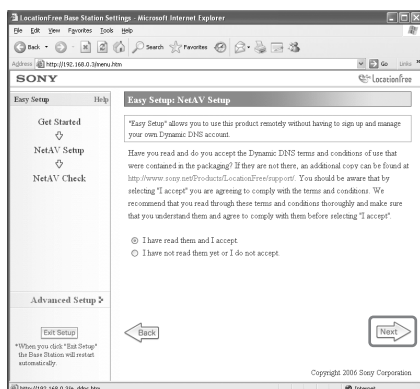 LocationFree Base Station Settings - Microsoft Internet Explorer
File Edit View Favorites Tools Help
Back Search Favorites
Address http://192.168.0.3/menu.htm Go Links
SONY LocationFree
Easy Setup Help
Get Started
NetAV Setup
NetAV Check
Advanced Setup
Exit Setup
*When you click "Exit Setup"
the Base Station will restart
automatically.
Easy Setup: NetAV Setup
"Easy Setup" allows you to use this product remotely without having to sign up and manage
your own Dynamic DNS account.
Have you read and do you accept the Dynamic DNS terms and conditions of use that
were contained in the packaging? If they are not there, an additional copy can be found at
http://www.sony.net/Products/LocationFree/support/. You should be aware that by
selecting "I accept" you are agreeing to comply with the terms and conditions. We
recommend that you read through these terms and conditions thoroughly and make sure
that you understand them and agree to comply with them before selecting "I accept".
I have read them and I accept.
I have not read them yet or I do not accept.
Back
Next
Copyright 2006 Sony Corporation
http://192.168.0.3/e_ddns.htm Internet